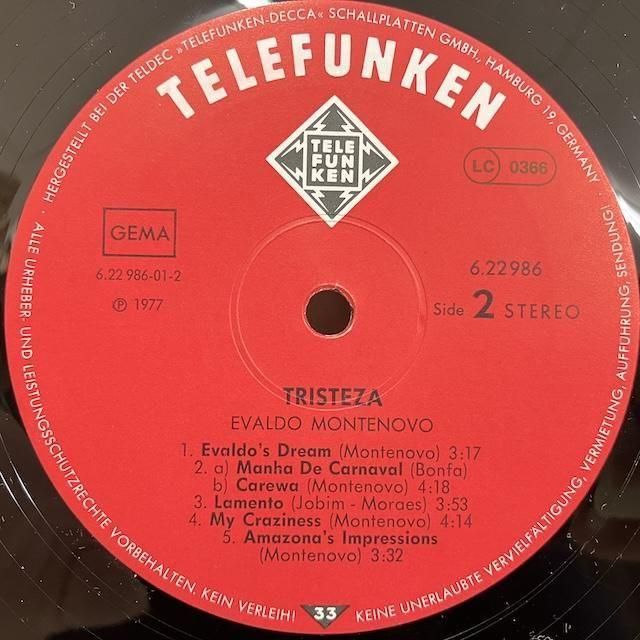 HERGESTELLT BEI DER TELDEC »TELEFUNKEN-DECCA« SCHALLPLATTEN GMBH, HAMBURG 19, GERMANY
TELEFUNKEN
TELE
FUN
KEN
LC 0366
GEMA
6.22 986-01-2
℗ 1977
6.22986
Side 2 STEREO
TRISTEZA
EVALDO MONTENOVO
1. Evaldo's Dream (Montenovo) 3:17
2. a) Manha De Carnaval (Bonfa)
b) Carewa (Montenovo) 4:18
3. Lamento (Jobim - Moraes) 3:53
4. My Craziness (Montenovo) 4:14
5. Amazona's Impressions
(Montenovo) 3:32
· ALLE URHEBER- UND LEISTUNGSSCHUTZRECHTE VORBEHALTEN. KEIN VERLEIH! 33 KEINE UNERLAUBTE VERVIELFÄLTIGUNG, VERMIETUNG, AUFFÜHRUNG, SENDUNG! ·